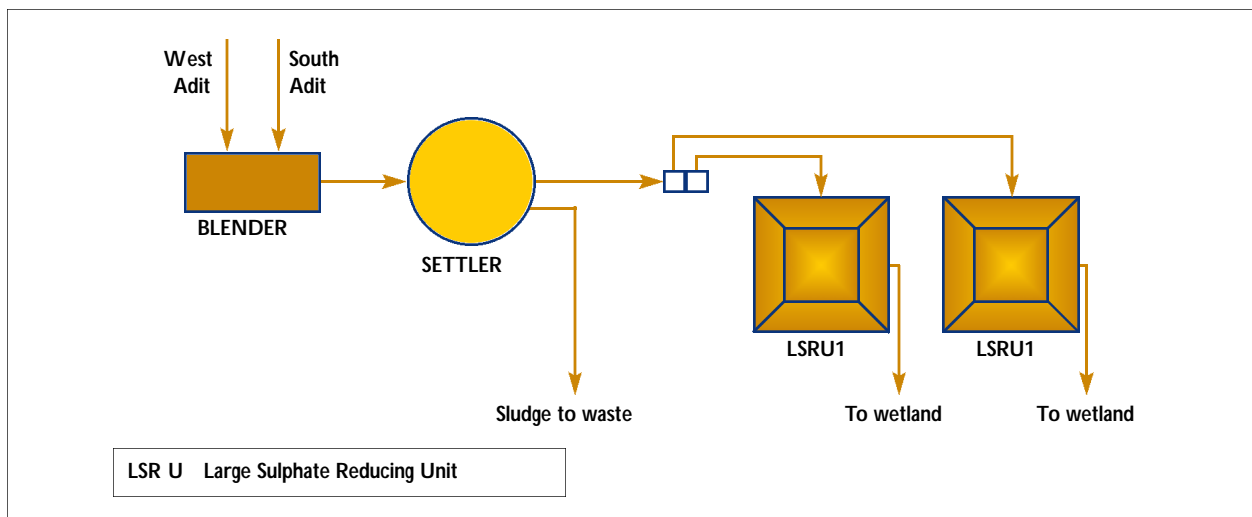 West
Adit
South
Adit
BLENDER
SETTLER
LSRU1
LSRU1
Sludge to waste
To wetland
To wetland
LSR U Large Sulphate Reducing Unit